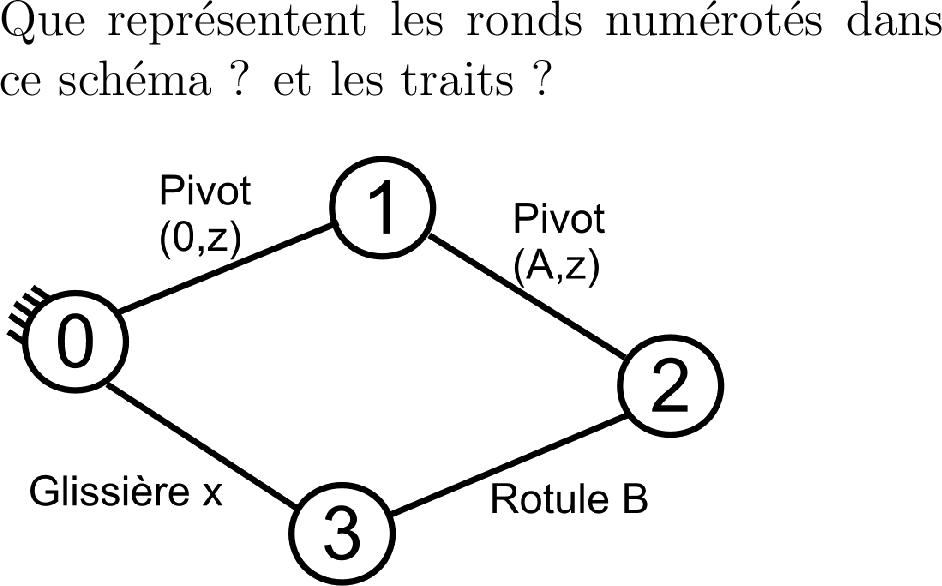 Que représentent les ronds numérotés dans
ce schéma ? et les traits ?
Pivot
(0,z)
1
Pivot
(A,z)
0
2
Glissière x
Rotule B
3